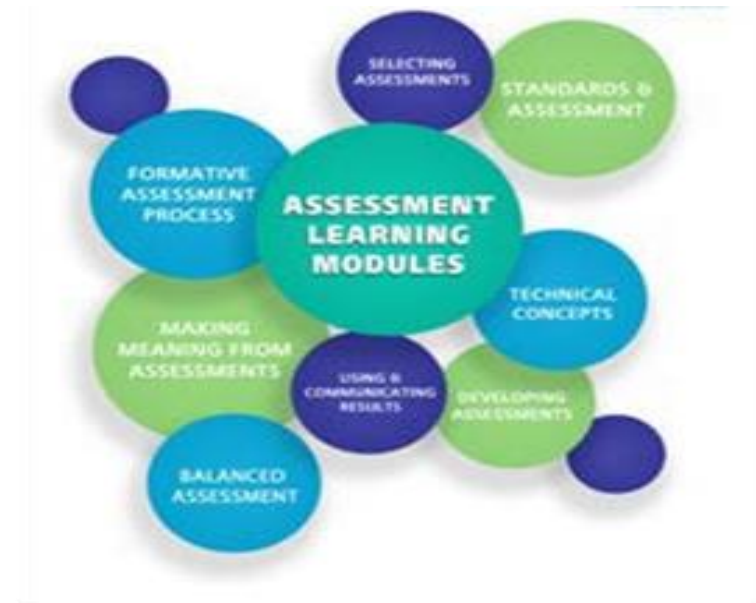 SELECTING
ASSESSMENTS
STANDARDS &
ASSESSMENT
FORMATIVE
ASSESSMENT
PROCESS
ASSESSMENT
LEARNING
MODULES
TECHNICAL
CONCEPTS
MAKING
MEANING FROM
ASSESSMENTS
USING &
COMMUNICATING
RESULTS
DEVELOPING
ASSESSMENTS
BALANCED
ASSESSMENT